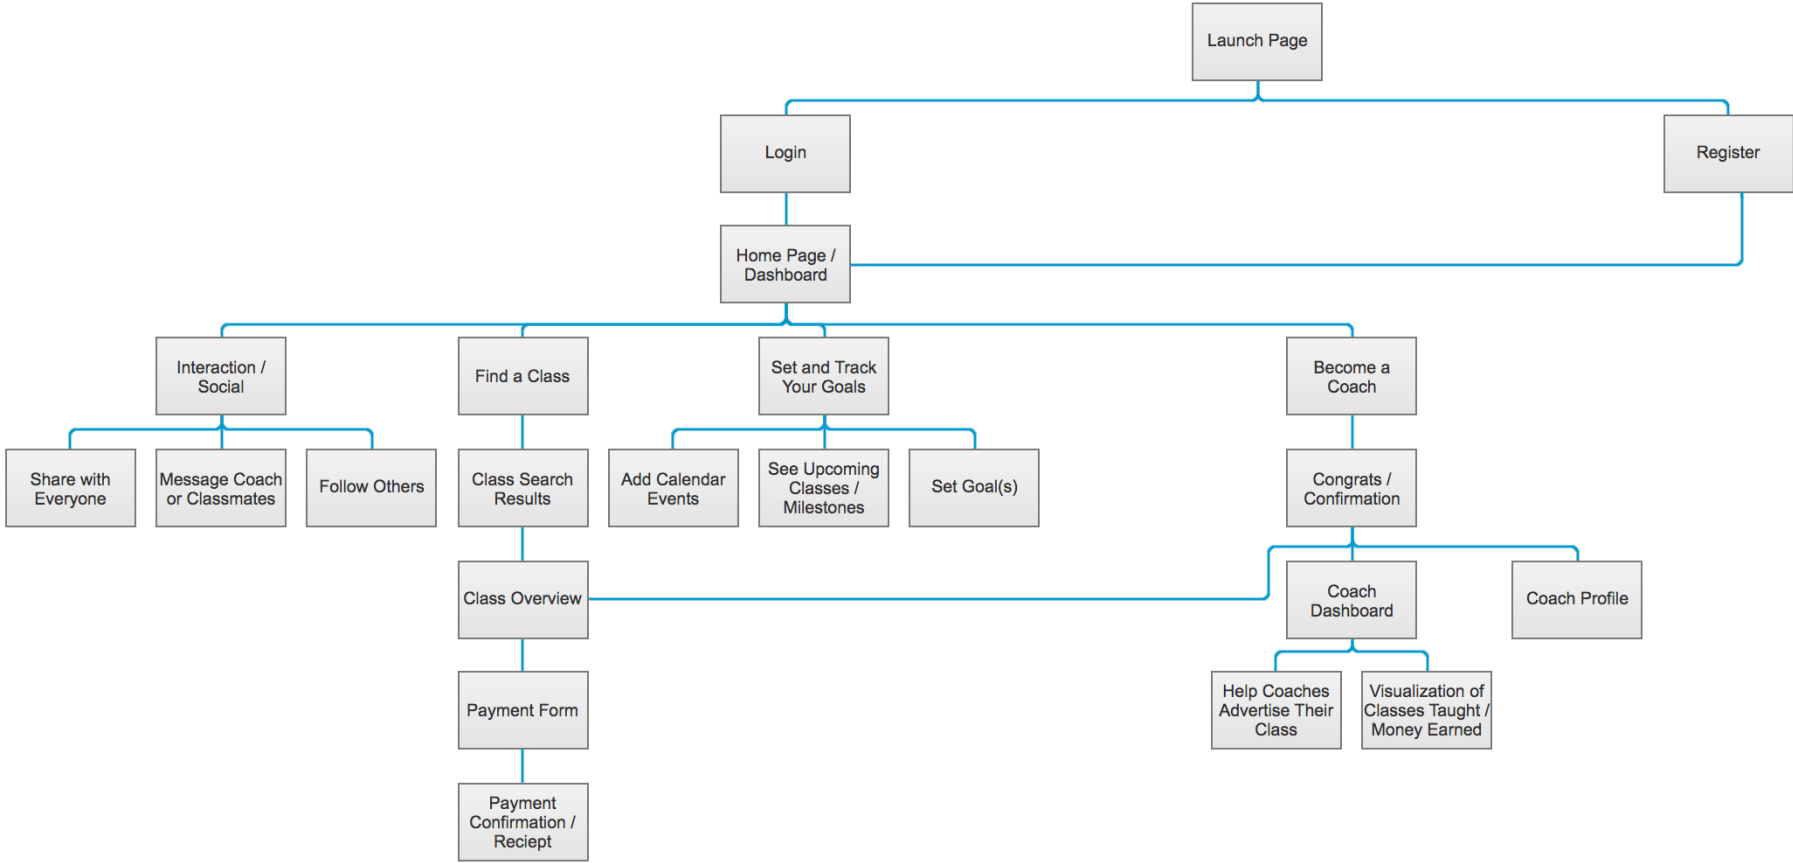 Launch Page
Login
Register
Home Page /
Dashboard
Interaction /
Social
Find a Class
Set and Track
Your Goals
Become a
Coach
Share with
Everyone
Message Coach
or Classmates
Follow Others
Class Search
Results
Add Calendar
Events
See Upcoming
Classes /
Milestones
Set Goal(s)
Congrats /
Confirmation
Class Overview
Coach
Dashboard
Coach Profile
Payment Form
Help Coaches
Advertise Their
Class
Visualization of
Classes Taught /
Money Earned
Payment
Confirmation /
Reciept